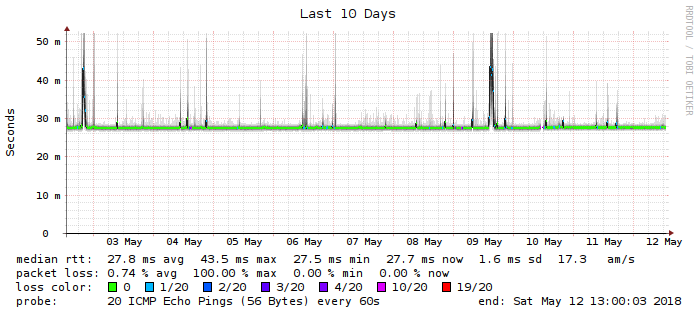 Last 10 Days
RRDTOOL / TOBI OETIKER
Seconds
50 m
40 m
30 m
20 m
10 m
0
03 May 04 May 05 May 06 May 07 May 08 May 09 May 10 May 11 May 12 May
median rtt: 27.8 ms avg 43.5 ms max 27.5 ms min 27.7 ms now 1.6 ms sd 17.3 am/s
packet loss: 0.74 % avg 100.00 % max 0.00 % min 0.00 % now
loss color: 0 1/20 2/20 3/20 4/20 10/20 19/20
probe: 20 ICMP Echo Pings (56 Bytes) every 60s end: Sat May 12 13:00:03 2018